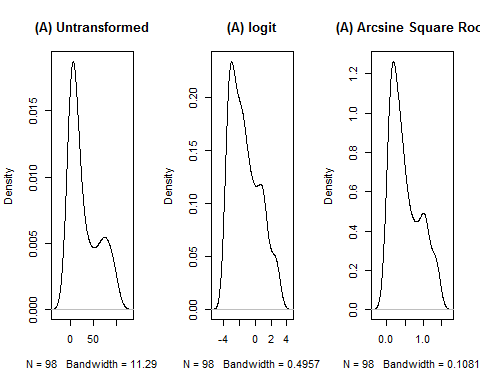 (A) Untransformed
Density
0.000
0.005
0.010
0.015
0 50
N = 98 Bandwidth = 11.29
(A) logit
Density
0.00
0.05
0.10
0.15
0.20
-4 0 2 4
N = 98 Bandwidth = 0.4957
(A) Arcsine Square Roo
Density
0.0
0.2
0.4
0.6
0.8
1.0
1.2
0.0 1.0
N = 98 Bandwidth = 0.1081